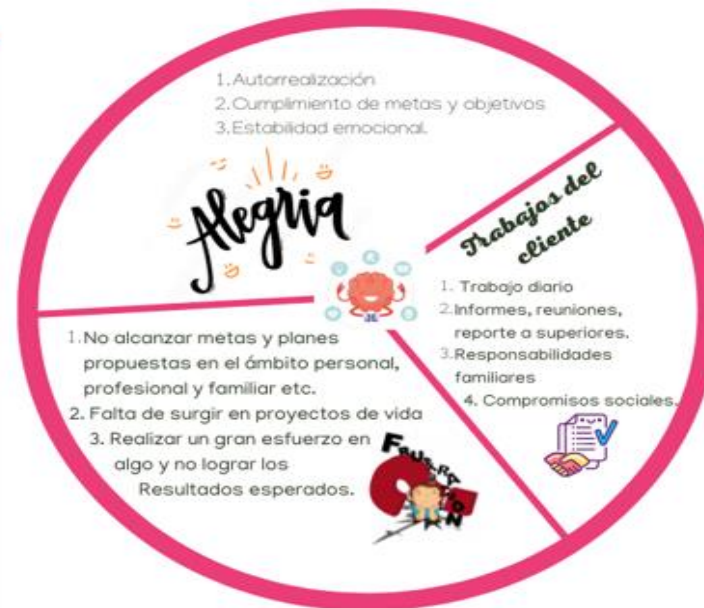 1.Autorrealización
2.Cumplimiento de metas y objetivos
3.Estabilidad emocional.
Alegria
Trabajos del
cliente
1. Trabajo diario
2.Informes, reuniones,
reporte a superiores.
3.Responsabilidades
familiares
4. Compromisos sociales.
1.No alcanzar metas y planes
propuestas en el ámbito personal,
profesional y familiar etc.
2. Falta de surgir en proyectos de vida
3. Realizar un gran esfuerzo en
algo y no lograr los
Resultados esperados.
FRUSTRACION